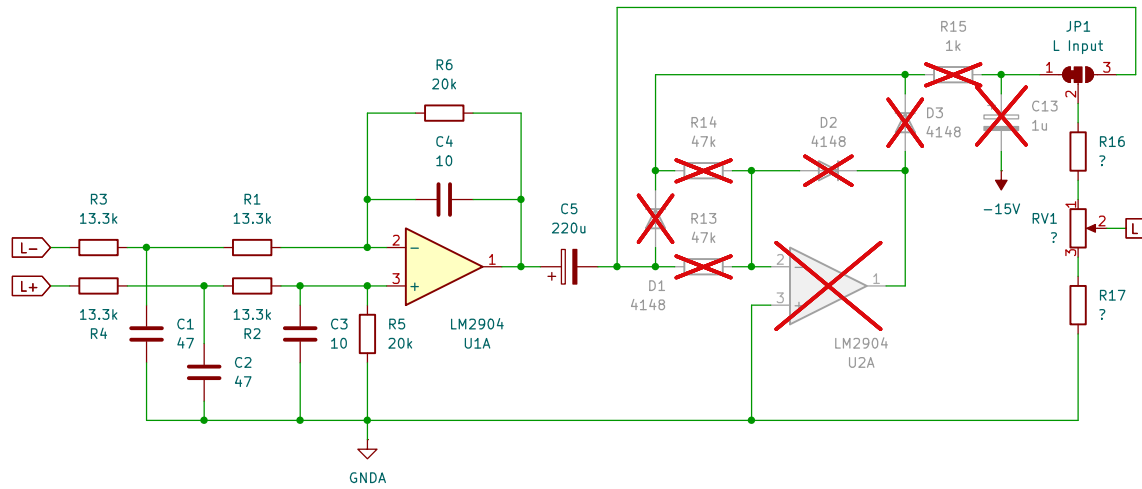 R15
1k
JP1
L Input
1
3
2
R6
20k
C4
10
R14
47k
D2
4148
D3
4148
C13
1u
R16
?
-15V
R3
13.3k
R1
13.3k
C5
220u
+
R13
47k
RV1
?
1
2
3
L
L-
L+
2
-
3
+
1
D1
4148
2
-
3
+
1
13.3k
R4
C1
47
13.3k
R2
C3
10
R5
20k
LM2904
U1A
LM2904
U2A
R17
?
C2
47
GNDA